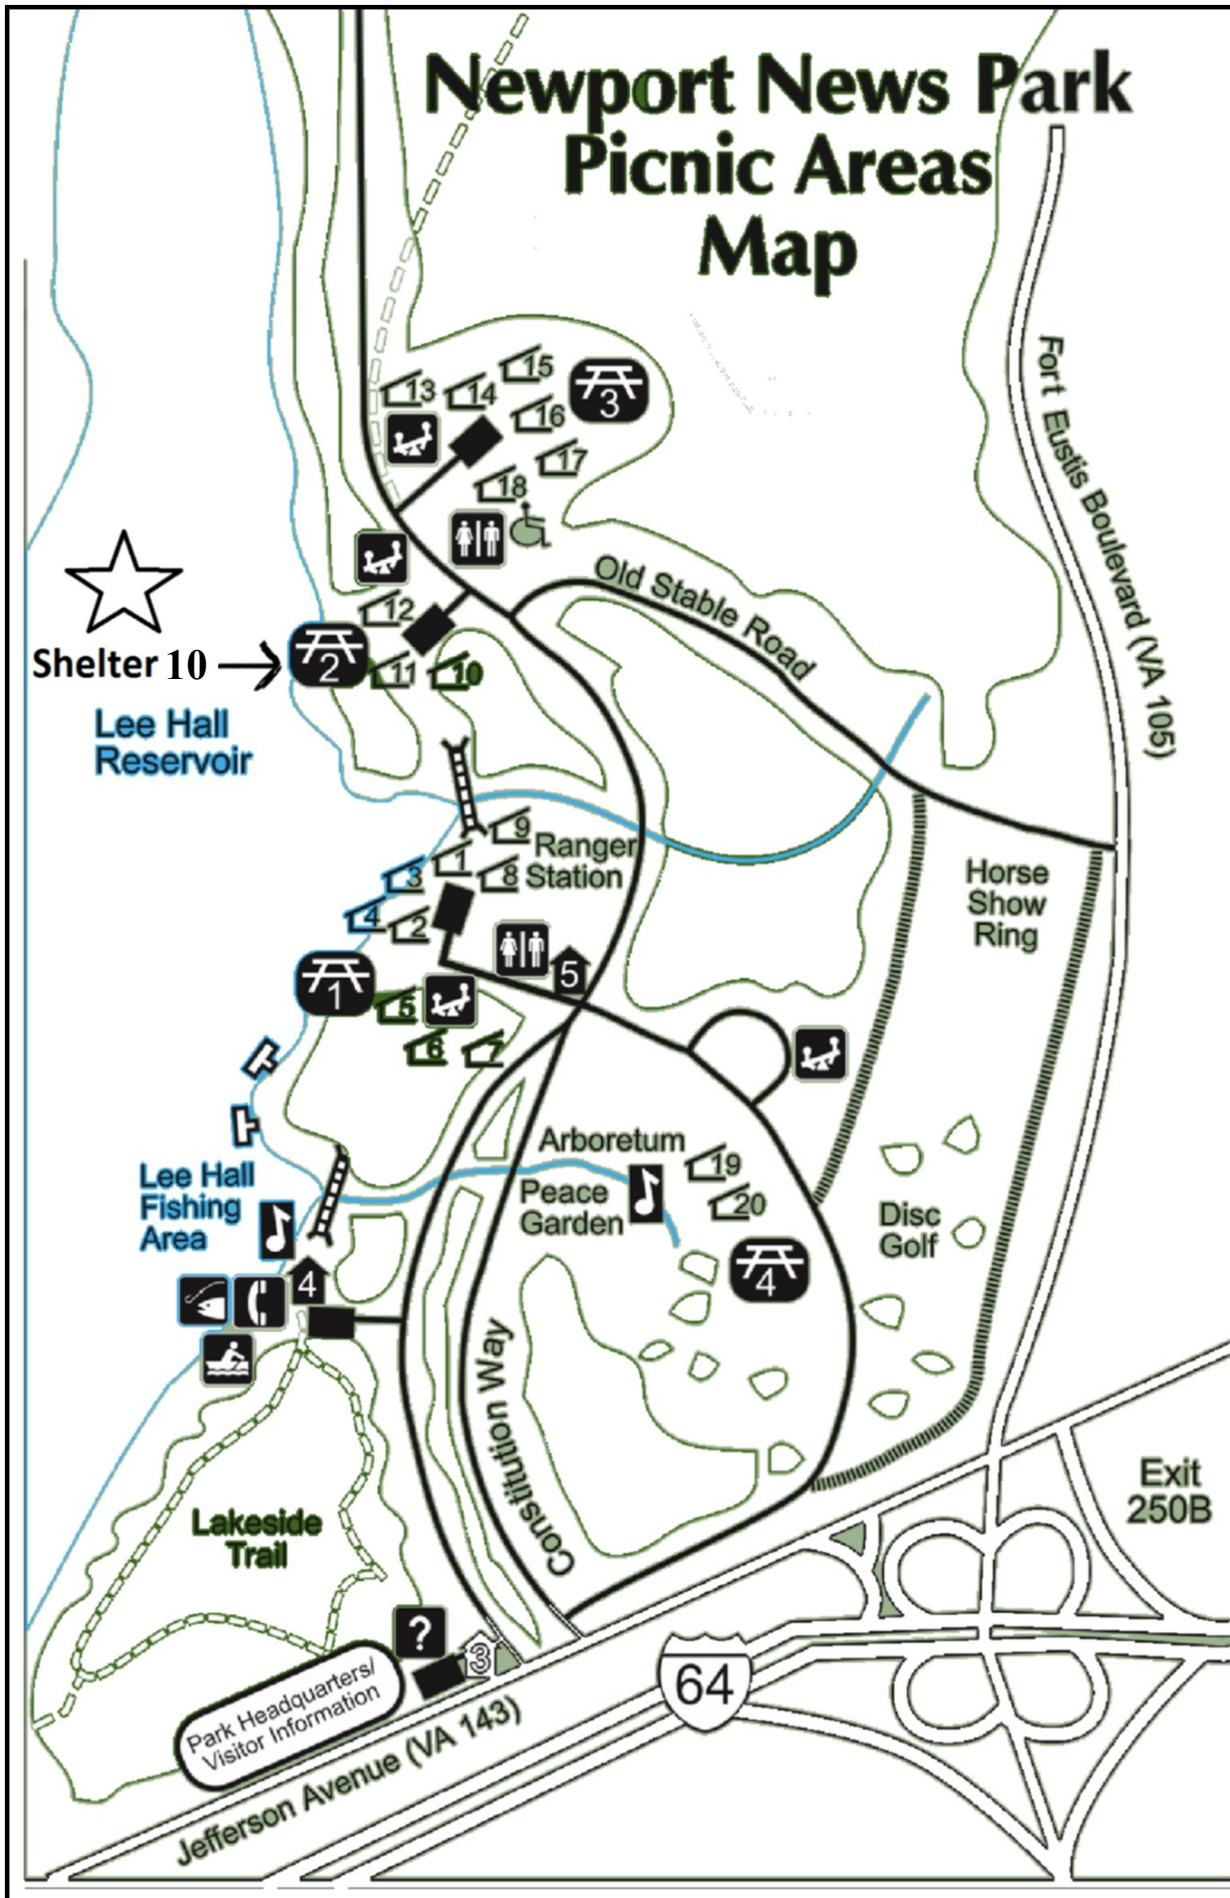 Newport News Park
Picnic Areas
Map
15
13
14
3
16
17
18
Fort Eustis Boulevard (VA 105)
Old Stable Road
12
2
Shelter 10
11
10
Lee Hall
Reservoir
9
Ranger
Station
1
3
8
4
2
Horse
Show
Ring
5
1
5
6
7
Arboretum
19
Peace
Garden
20
Lee Hall
Fishing
Area
Disc
Golf
4
4
Constitution Way
Exit
250B
Lakeside
Trail
?
3
Park Headquarters/
Visitor Information
64
Jefferson Avenue (VA 143)